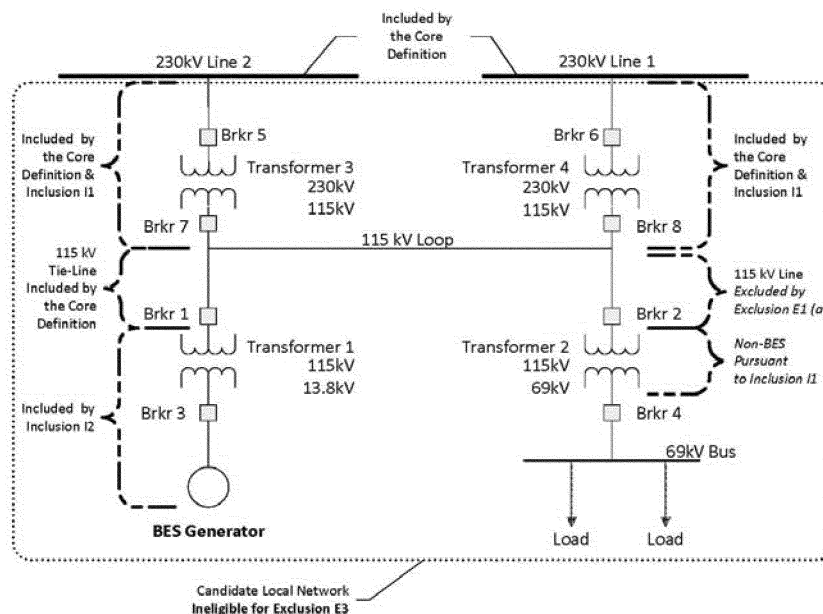 Included by
the Core
Definition
230kV Line 2
230kV Line 1
Included by
the Core
Definition &
Inclusion I1
Brkr 5
Transformer 3
230kV
115kV
Brkr 7
Brkr 6
Transformer 4
230kV
115kV
Brkr 8
Included by
the Core
Definition &
Inclusion I1
115 kV Loop
115 kV
Tie-Line
Included by
the Core
Definition
Brkr 1
Brkr 2
115 kV Line
Excluded by
Exclusion E1 (a
Transformer 1
115kV
13.8kV
Transformer 2
115kV
69kV
Non-BES
Pursuant
to Inclusion I1
Included by
Inclusion I2
Brkr 3
Brkr 4
69kV Bus
BES Generator
Load
Load
Candidate Local Network
Ineligible for Exclusion E3